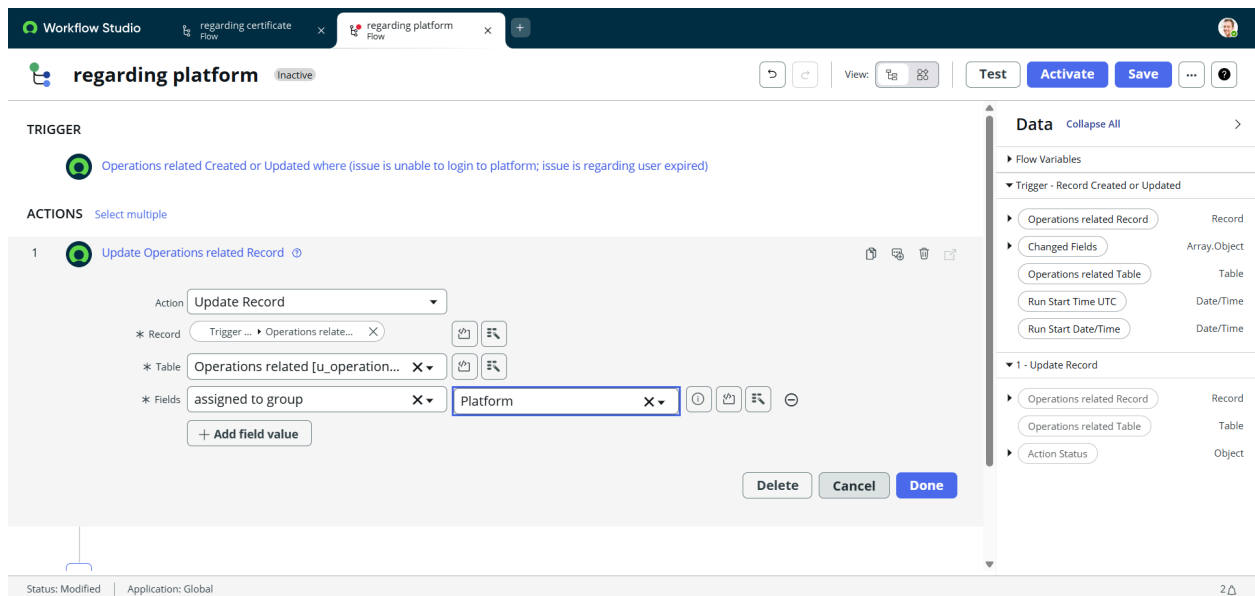 Workflow Studio
regarding certificate
Flow
regarding platform
Flow
regarding platform Inactive
View:
Test
Activate
Save
TRIGGER
Operations related Created or Updated where (issue is unable to login to platform; issue is regarding user expired)
ACTIONS Select multiple
1 Update Operations related Record
Action Update Record
* Record Trigger ... ▸ Operations relate...
* Table Operations related [u_operation...
* Fields assigned to group Platform
+ Add field value
Delete Cancel Done
Data Collapse All
Flow Variables
Trigger - Record Created or Updated
Operations related Record Record
Changed Fields Array.Object
Operations related Table Table
Run Start Time UTC Date/Time
Run Start Date/Time Date/Time
1 - Update Record
Operations related Record Record
Operations related Table Table
Action Status Object
Status: Modified Application: Global
2